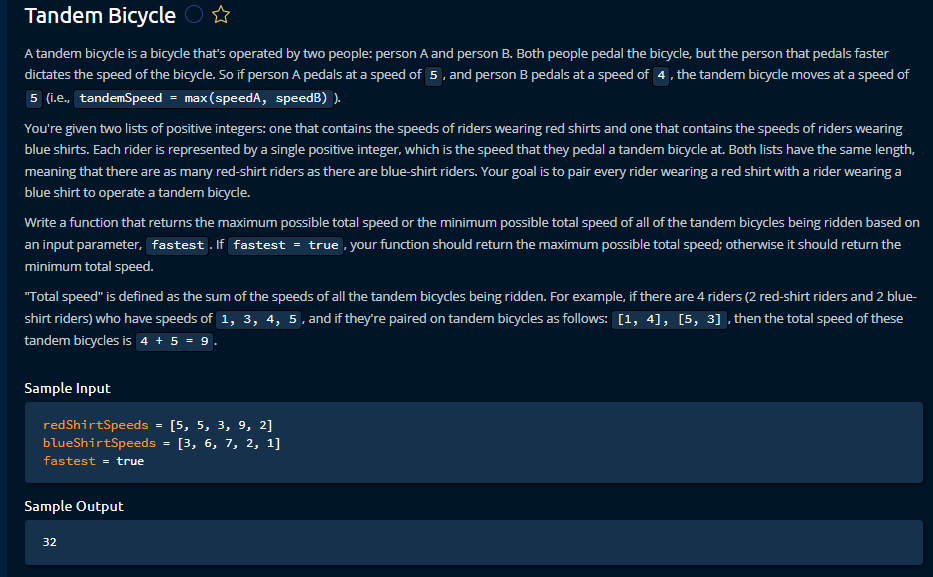 Tandem Bicycle
A tandem bicycle is a bicycle that's operated by two people: person A and person B. Both people pedal the bicycle, but the person that pedals faster
dictates the speed of the bicycle. So if person A pedals at a speed of 5, and person B pedals at a speed of 4, the tandem bicycle moves at a speed of
5 (i.e., tandemSpeed = max(speedA, speedB)).
You're given two lists of positive integers: one that contains the speeds of riders wearing red shirts and one that contains the speeds of riders wearing
blue shirts. Each rider is represented by a single positive integer, which is the speed that they pedal a tandem bicycle at. Both lists have the same length,
meaning that there are as many red-shirt riders as there are blue-shirt riders. Your goal is to pair every rider wearing a red shirt with a rider wearing a
blue shirt to operate a tandem bicycle.
Write a function that returns the maximum possible total speed or the minimum possible total speed of all of the tandem bicycles being ridden based on
an input parameter, fastest. If fastest = true, your function should return the maximum possible total speed; otherwise it should return the
minimum total speed.
"Total speed" is defined as the sum of the speeds of all the tandem bicycles being ridden. For example, if there are 4 riders (2 red-shirt riders and 2 blue-
shirt riders) who have speeds of 1, 3, 4, 5, and if they're paired on tandem bicycles as follows: [1, 4], [5, 3], then the total speed of these
tandem bicycles is 4 + 5 = 9.
Sample Input
redShirtSpeeds = [5, 5, 3, 9, 2]
blueShirtSpeeds = [3, 6, 7, 2, 1]
fastest = true
Sample Output
32